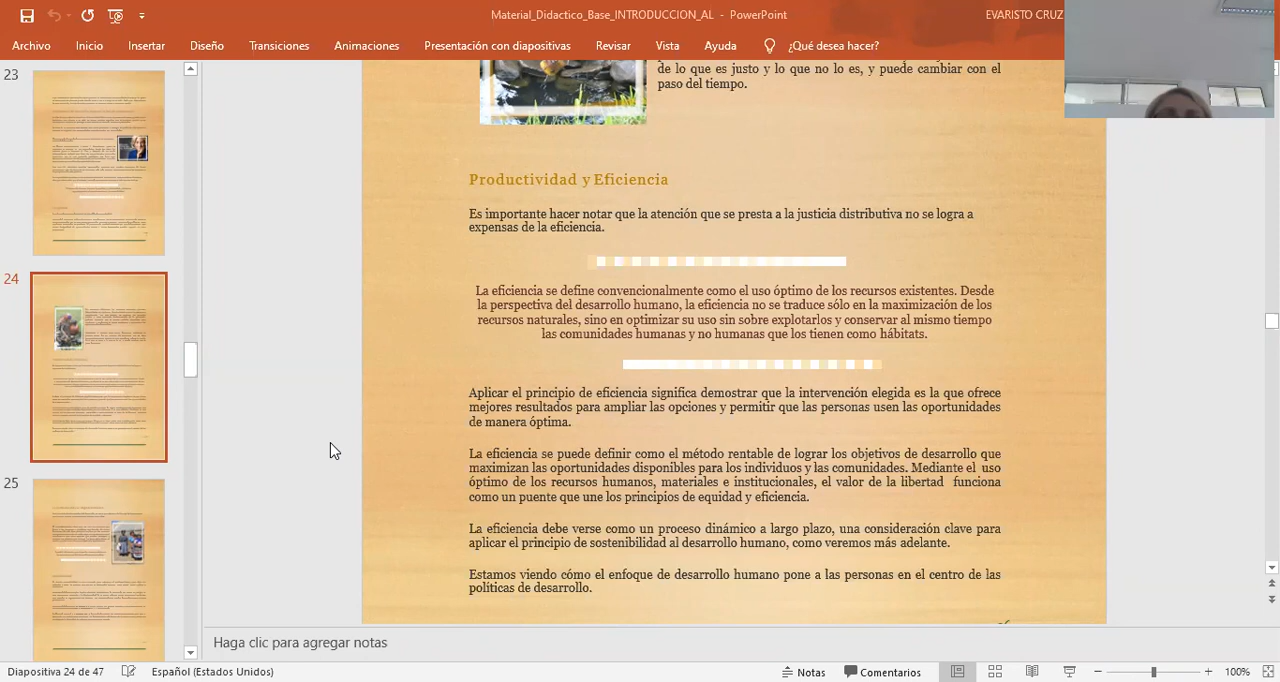 Material_Didactico_Base_INTRODUCCION_AL - PowerPoint
EVARISTO CRUZ
Archivo Inicio Insertar Diseño Transiciones Animaciones Presentación con diapositivas Revisar Vista Ayuda ¿Qué desea hacer?
23
24
25
de lo que es justo y lo que no lo es, y puede cambiar con el
paso del tiempo.
Productividad y Eficiencia
Es importante hacer notar que la atención que se presta a la justicia distributiva no se logra a
expensas de la eficiencia.
La eficiencia se define convencionalmente como el uso óptimo de los recursos existentes. Desde
la perspectiva del desarrollo humano, la eficiencia no se traduce sólo en la maximización de los
recursos naturales, sino en optimizar su uso sin sobre explotarlos y conservar al mismo tiempo
las comunidades humanas y no humanas que los tienen como hábitats.
Aplicar el principio de eficiencia significa demostrar que la intervención elegida es la que ofrece
mejores resultados para ampliar las opciones y permitir que las personas usen las oportunidades
de manera óptima.
La eficiencia se puede definir como el método rentable de lograr los objetivos de desarrollo que
maximizan las oportunidades disponibles para los individuos y las comunidades. Mediante el uso
óptimo de los recursos humanos, materiales e institucionales, el valor de la libertad funciona
como un puente que une los principios de equidad y eficiencia.
La eficiencia debe verse como un proceso dinámico a largo plazo, una consideración clave para
aplicar el principio de sostenibilidad al desarrollo humano, como veremos más adelante.
Estamos viendo cómo el enfoque de desarrollo humano pone a las personas en el centro de las
políticas de desarrollo.
Haga clic para agregar notas
Diapositiva 24 de 47 Español (Estados Unidos) Notas Comentarios 100%